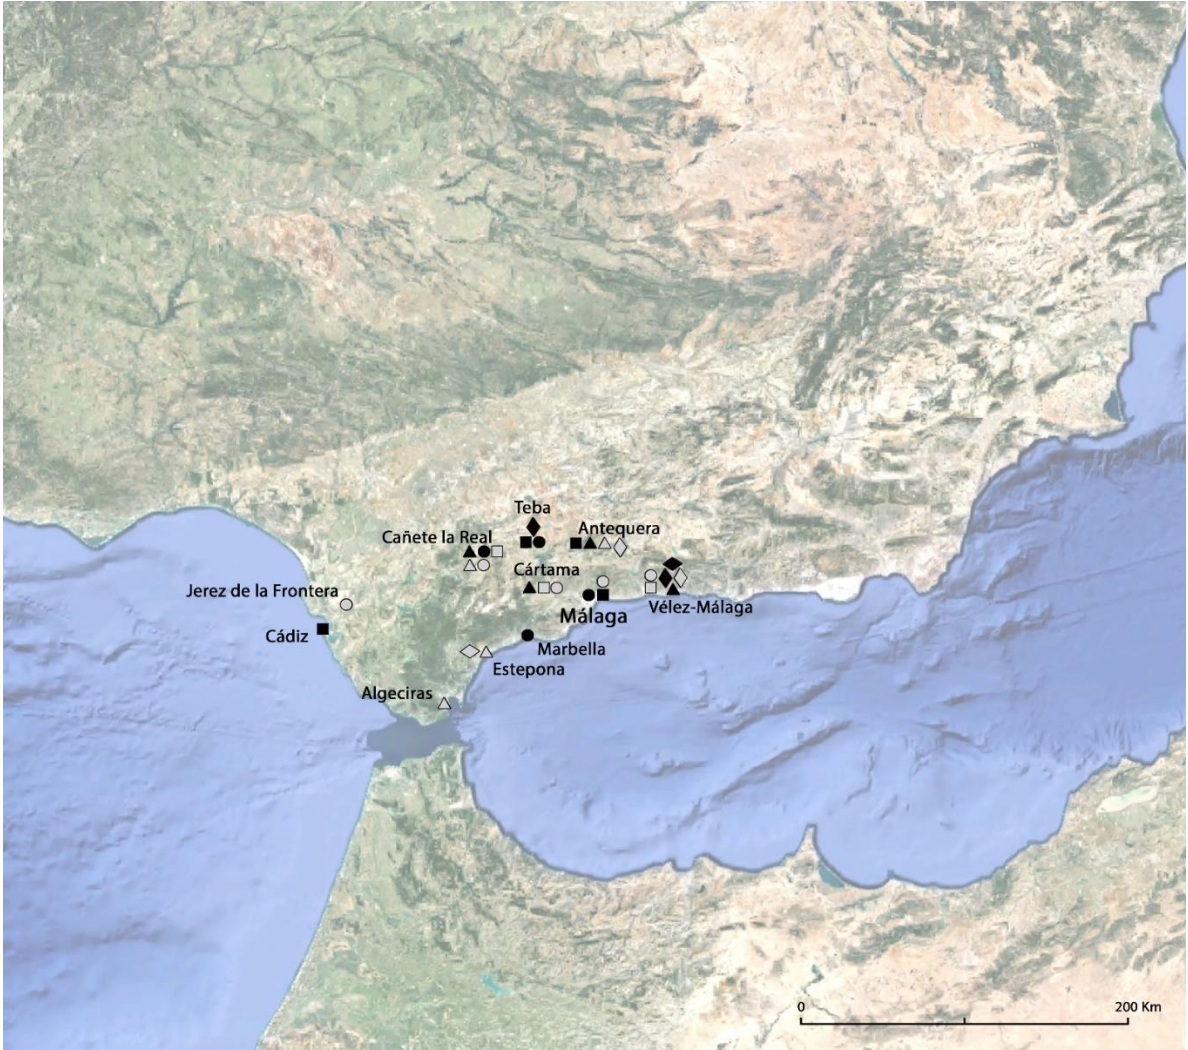 Teba
Antequera
Cañete la Real
Cártama
Jerez de la Frontera
Vélez-Málaga
Málaga
Cádiz
Marbella
Estepona
Algeciras
0 200 Km